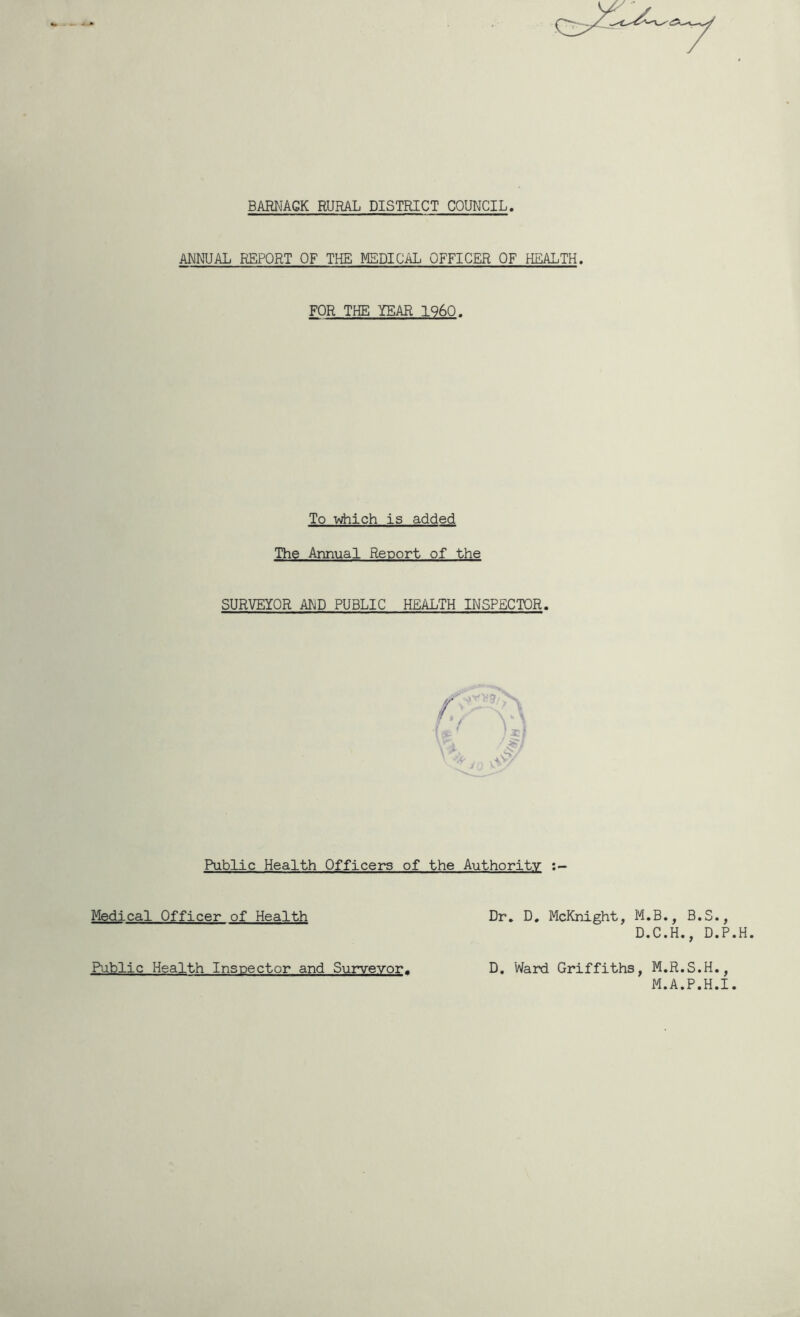 Library
BARNACK RURAL DISTRICT COUNCIL.
ANNUAL REPORT OF THE MEDICAL OFFICER OF HEALTH.
FOR THE YEAR 1960.
To which is added
The Annual Report of the
SURVEYOR AND PUBLIC HEALTH INSPECTOR.
Public Health Officers of the Authority :-
Medical Officer of Health Dr. D. McKnight, M.B., B.S.,
D.C.H., D.P.H.
Public Health Inspector and Surveyor. D. Ward Griffiths, M.R.S.H.,
M.A.P.H.I.